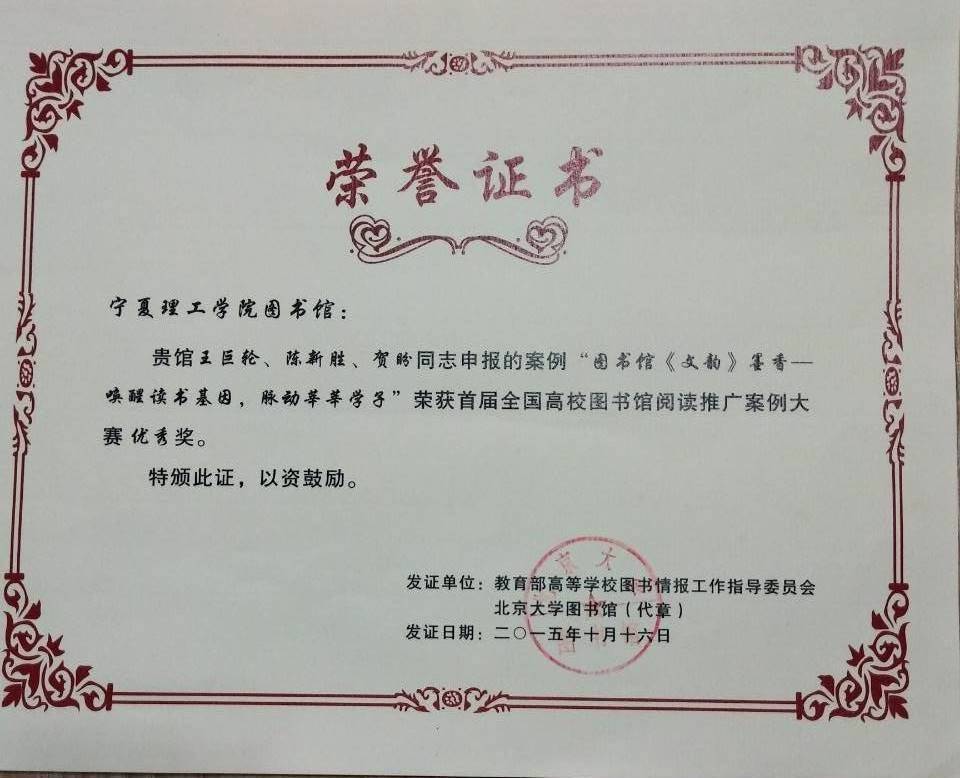 荣誉证书
宁夏理工学院图书馆：
贵馆王巨轮、陈新胜、贺盼同志申报的案例“图书馆《文韵》墨香—
唤醒读书基因，脉动莘莘学子”荣获首届全国高校图书馆阅读推广案例大
赛优秀奖。
特颁此证，以资鼓励。
发证单位：教育部高等学校图书情报工作指导委员会
北京大学图书馆（代章）
发证日期：二〇一五年十月十六日
京大